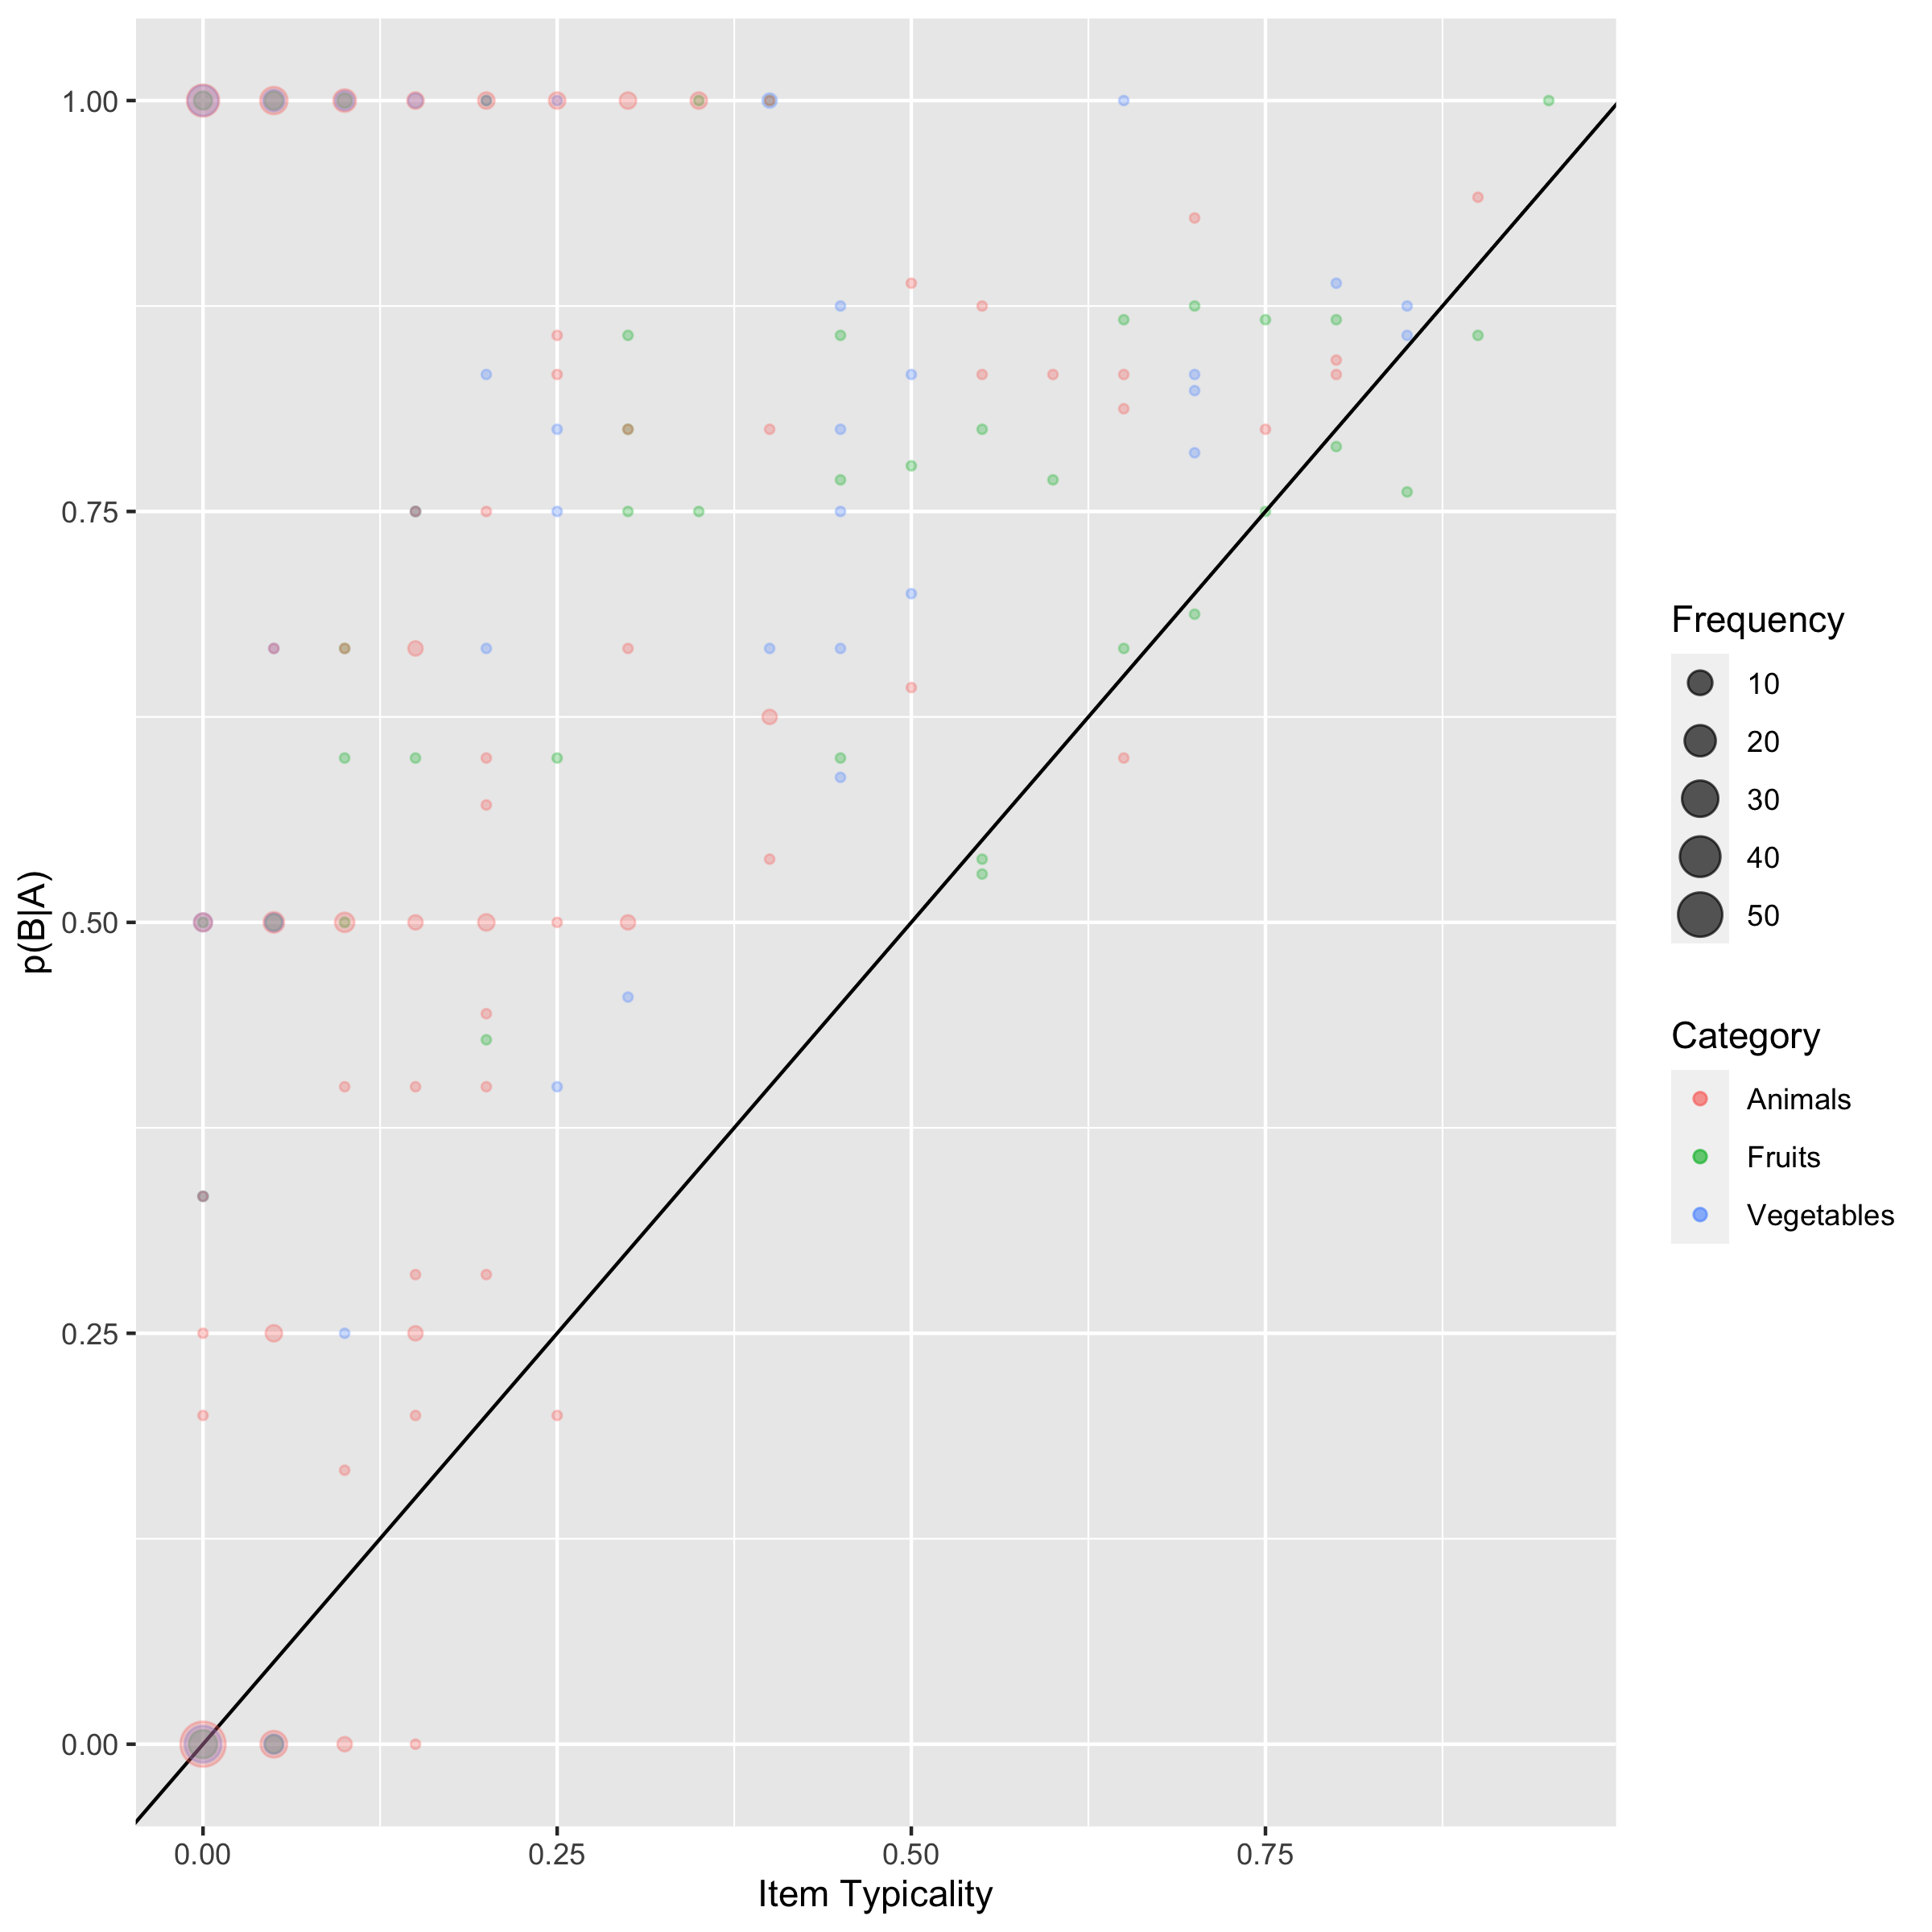 1.00
0.75
0.50
0.25
0.00
p(B|A)
0.00 0.25 0.50 0.75
Item Typicality
Frequency
10
20
30
40
50
Category
Animals
Fruits
Vegetables